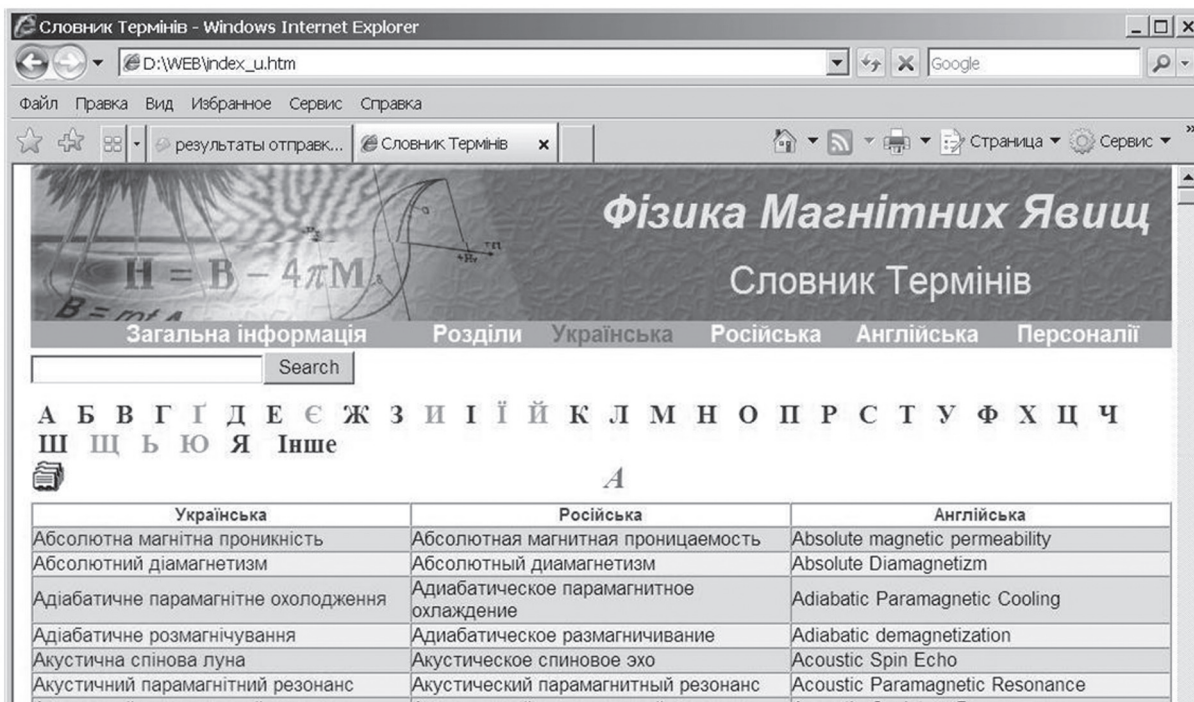 Словник Термінів - Windows Internet Explorer
D:\WEB\index_u.htm
Google
Файл Правка Вид Избранное Сервис Справка
результаты отправк... Словник Термінів Страница Сервис
Фізика Магнітних Явищ
H = B - 4πM
Словник Термінів
B = rot A
Загальна інформація Розділи Українська Російська Англійська Персоналії
Search
А Б В Г Ґ Д Е Є Ж З И І Ї Й К Л М Н О П Р С Т У Ф Х Ц Ч
Ш Щ Ь Ю Я Інше
А
Українська Російська Англійська
Абсолютна магнітна проникність Абсолютная магнитная проницаемость Absolute magnetic permeability
Абсолютний діамагнетизм Абсолютный диамагнетизм Absolute Diamagnetizm
Адіабатичне парамагнітне охолодження Адиабатическое парамагнитное охлаждение Adiabatic Paramagnetic Cooling
Адіабатичне розмагнічування Адиабатическое размагничивание Adiabatic demagnetization
Акустична спінова луна Акустическое спиновое эхо Acoustic Spin Echo
Акустичний парамагнітний резонанс Акустический парамагнитный резонанс Acoustic Paramagnetic Resonance